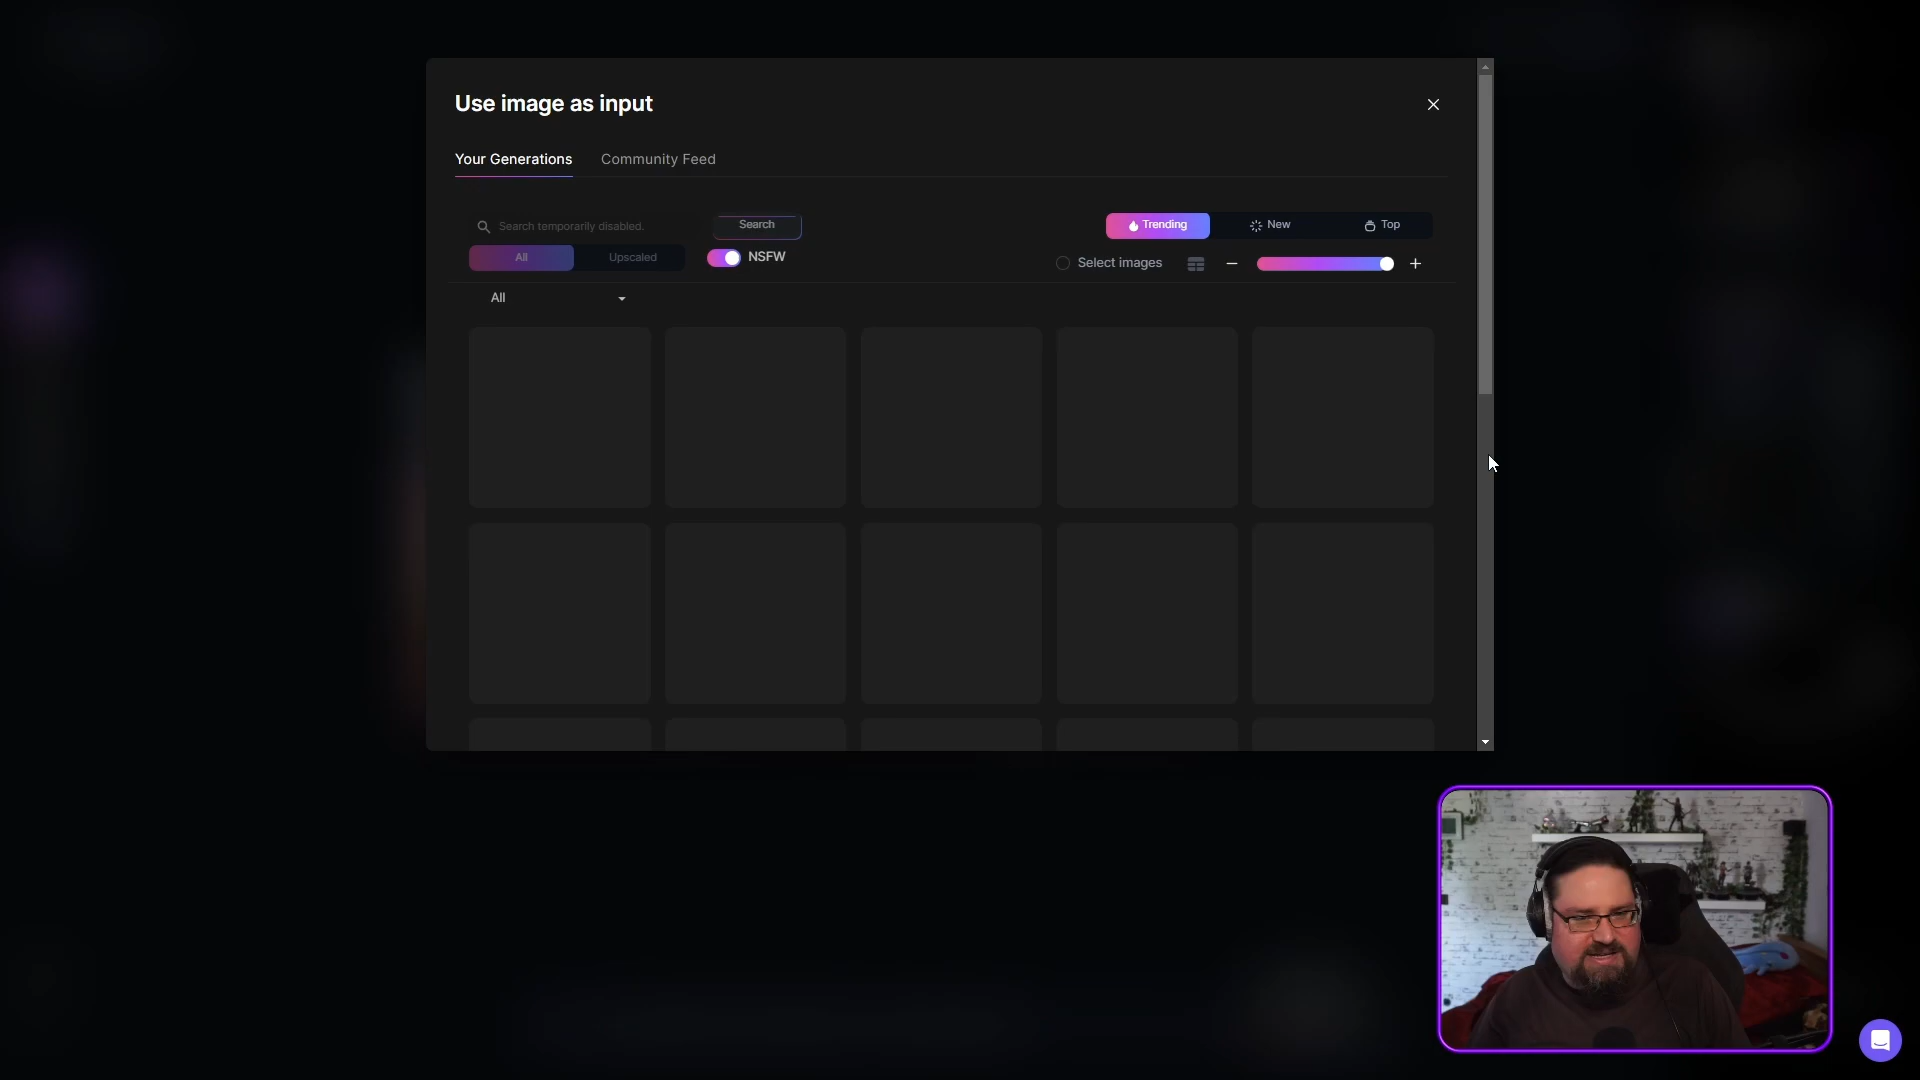 Use image as input
Your Generations
Community Feed
Search temporarily disabled.
Search
Trending
New
Top
All
Upscaled
NSFW
Select images
All